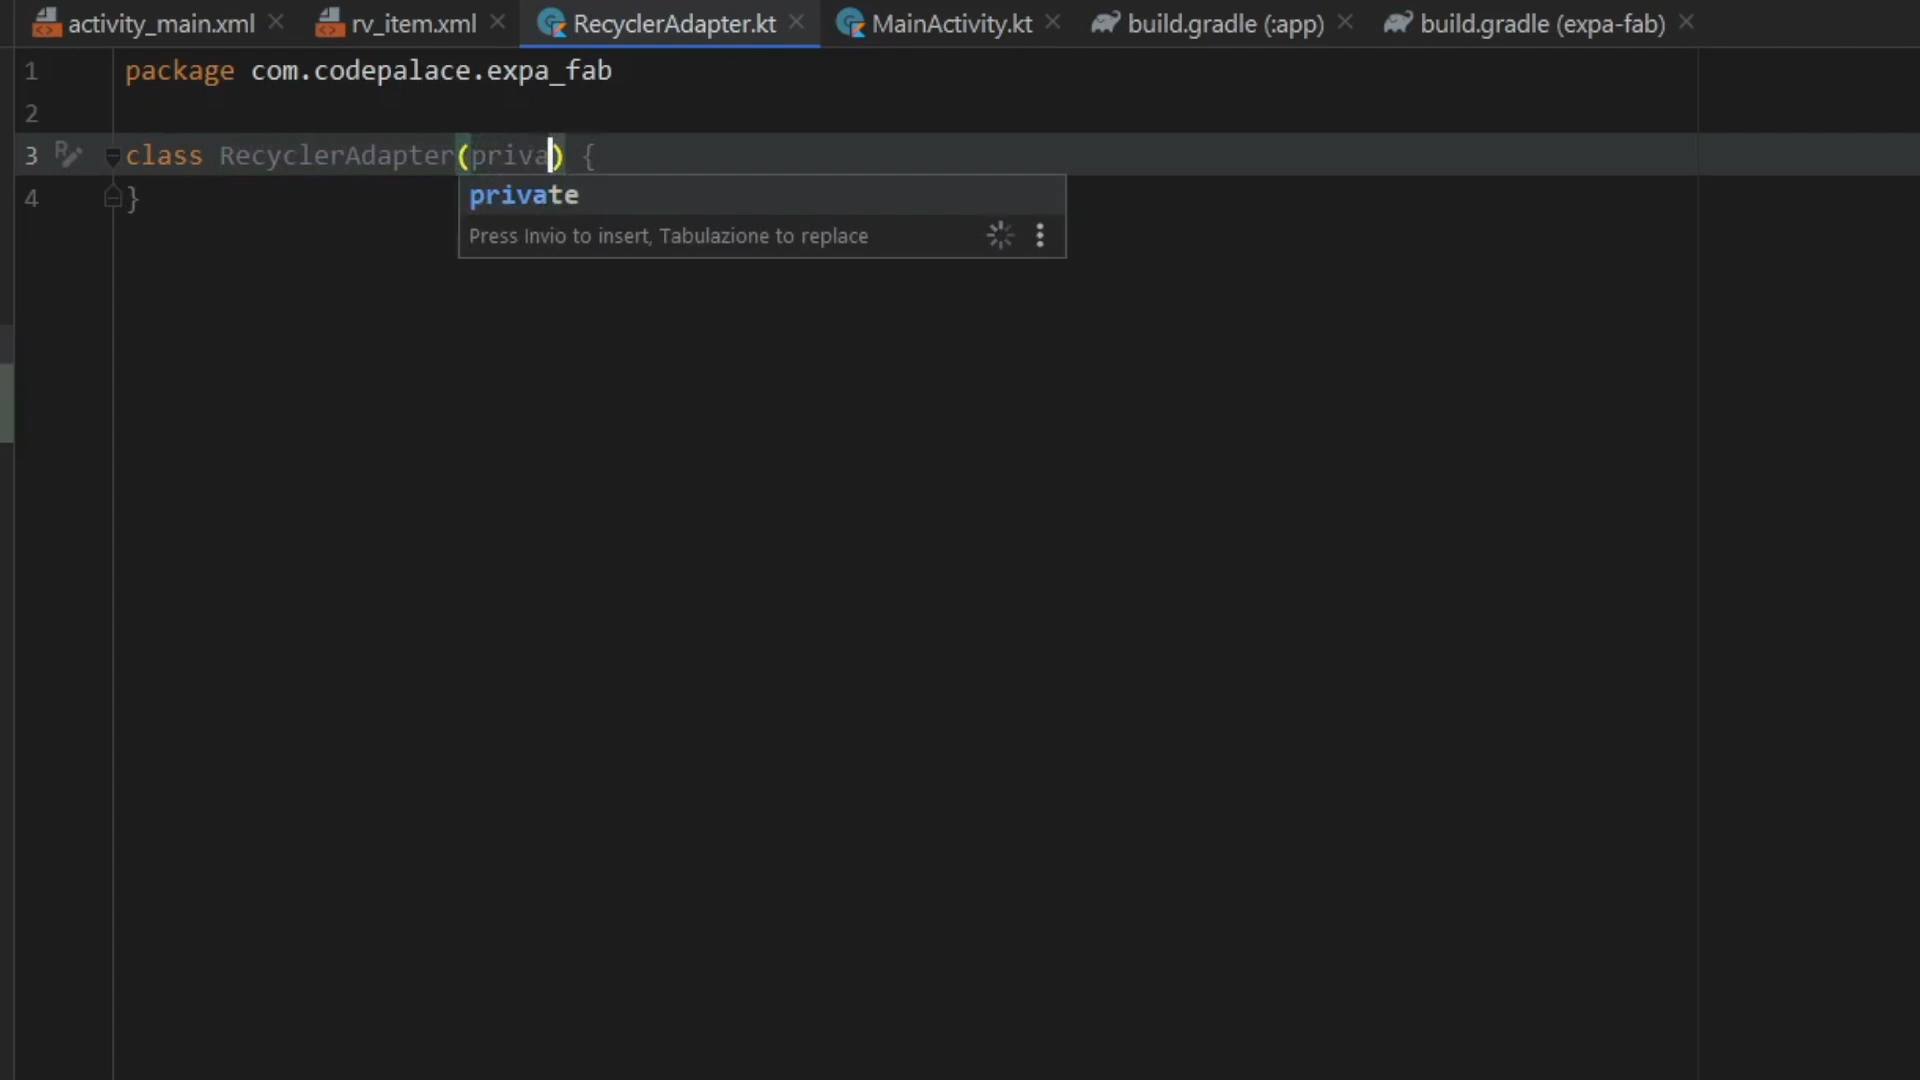 activity_main.xml rv_item.xml RecyclerAdapter.kt MainActivity.kt build.gradle (:app) build.gradle (expa-fab)
1 package com.codepalace.expa_fab
2
3 class RecyclerAdapter(priva) {
private
4 }
Press Invio to insert, Tabulazione to replace